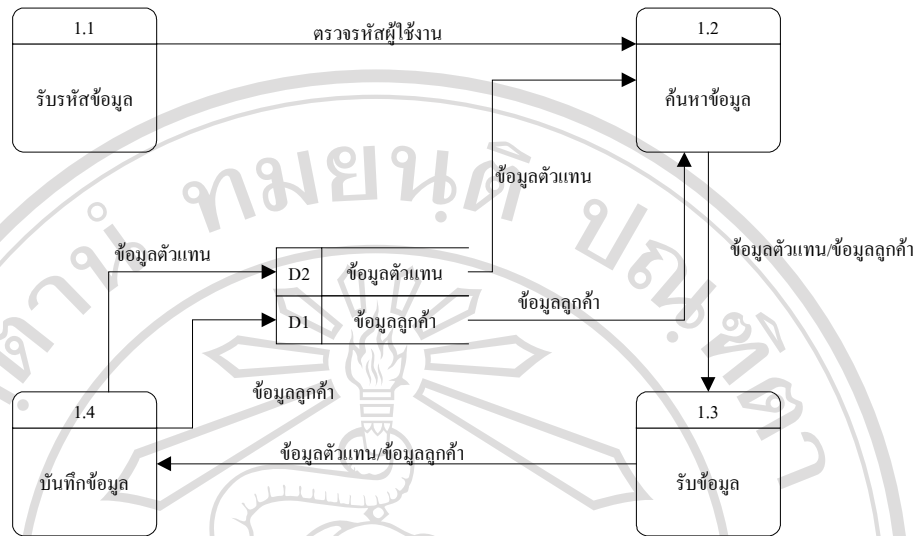 1.1
ตรวจรหัสผู้ใช้งาน
1.2
รับรหัสข้อมูล
ค้นหาข้อมูล
ข้อมูลตัวแทน
ข้อมูลตัวแทน
ข้อมูลตัวแทน/ข้อมูลลูกค้า
D2 ข้อมูลตัวแทน
ข้อมูลลูกค้า
D1 ข้อมูลลูกค้า
ข้อมูลลูกค้า
1.4
1.3
ข้อมูลตัวแทน/ข้อมูลลูกค้า
บันทึกข้อมูล
รับข้อมูล